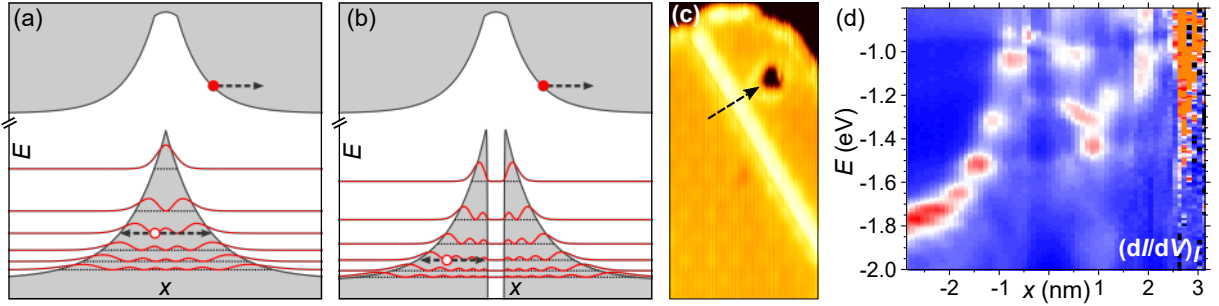 (a)
E
x
(b)
E
x
(c)
(d)
E (eV)
-1.0
-1.2
-1.4
-1.6
-1.8
-2.0
(dI/dV)I
-2
-1
x (nm)
1
2
3